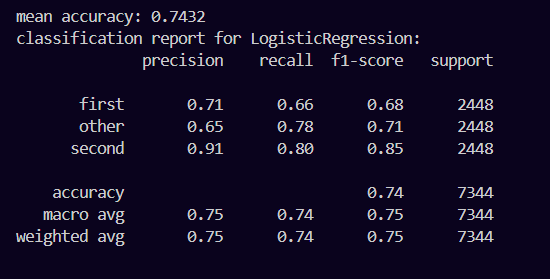 mean accuracy: 0.7432
classification report for LogisticRegression:
precision recall f1-score support
first 0.71 0.66 0.68 2448
other 0.65 0.78 0.71 2448
second 0.91 0.80 0.85 2448
accuracy 0.74 7344
macro avg 0.75 0.74 0.75 7344
weighted avg 0.75 0.74 0.75 7344